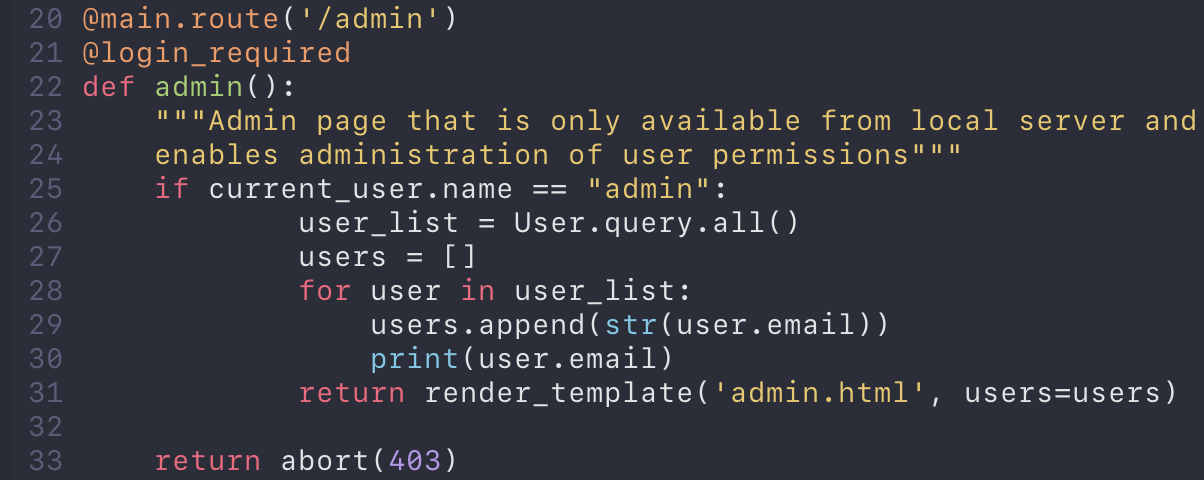 20 @main.route('/admin')
21 @login_required
22 def admin():
23     """Admin page that is only available from local server and
24     enables administration of user permissions"""
25     if current_user.name == "admin":
26             user_list = User.query.all()
27             users = []
28             for user in user_list:
29                 users.append(str(user.email))
30                 print(user.email)
31             return render_template('admin.html', users=users)
32
33     return abort(403)